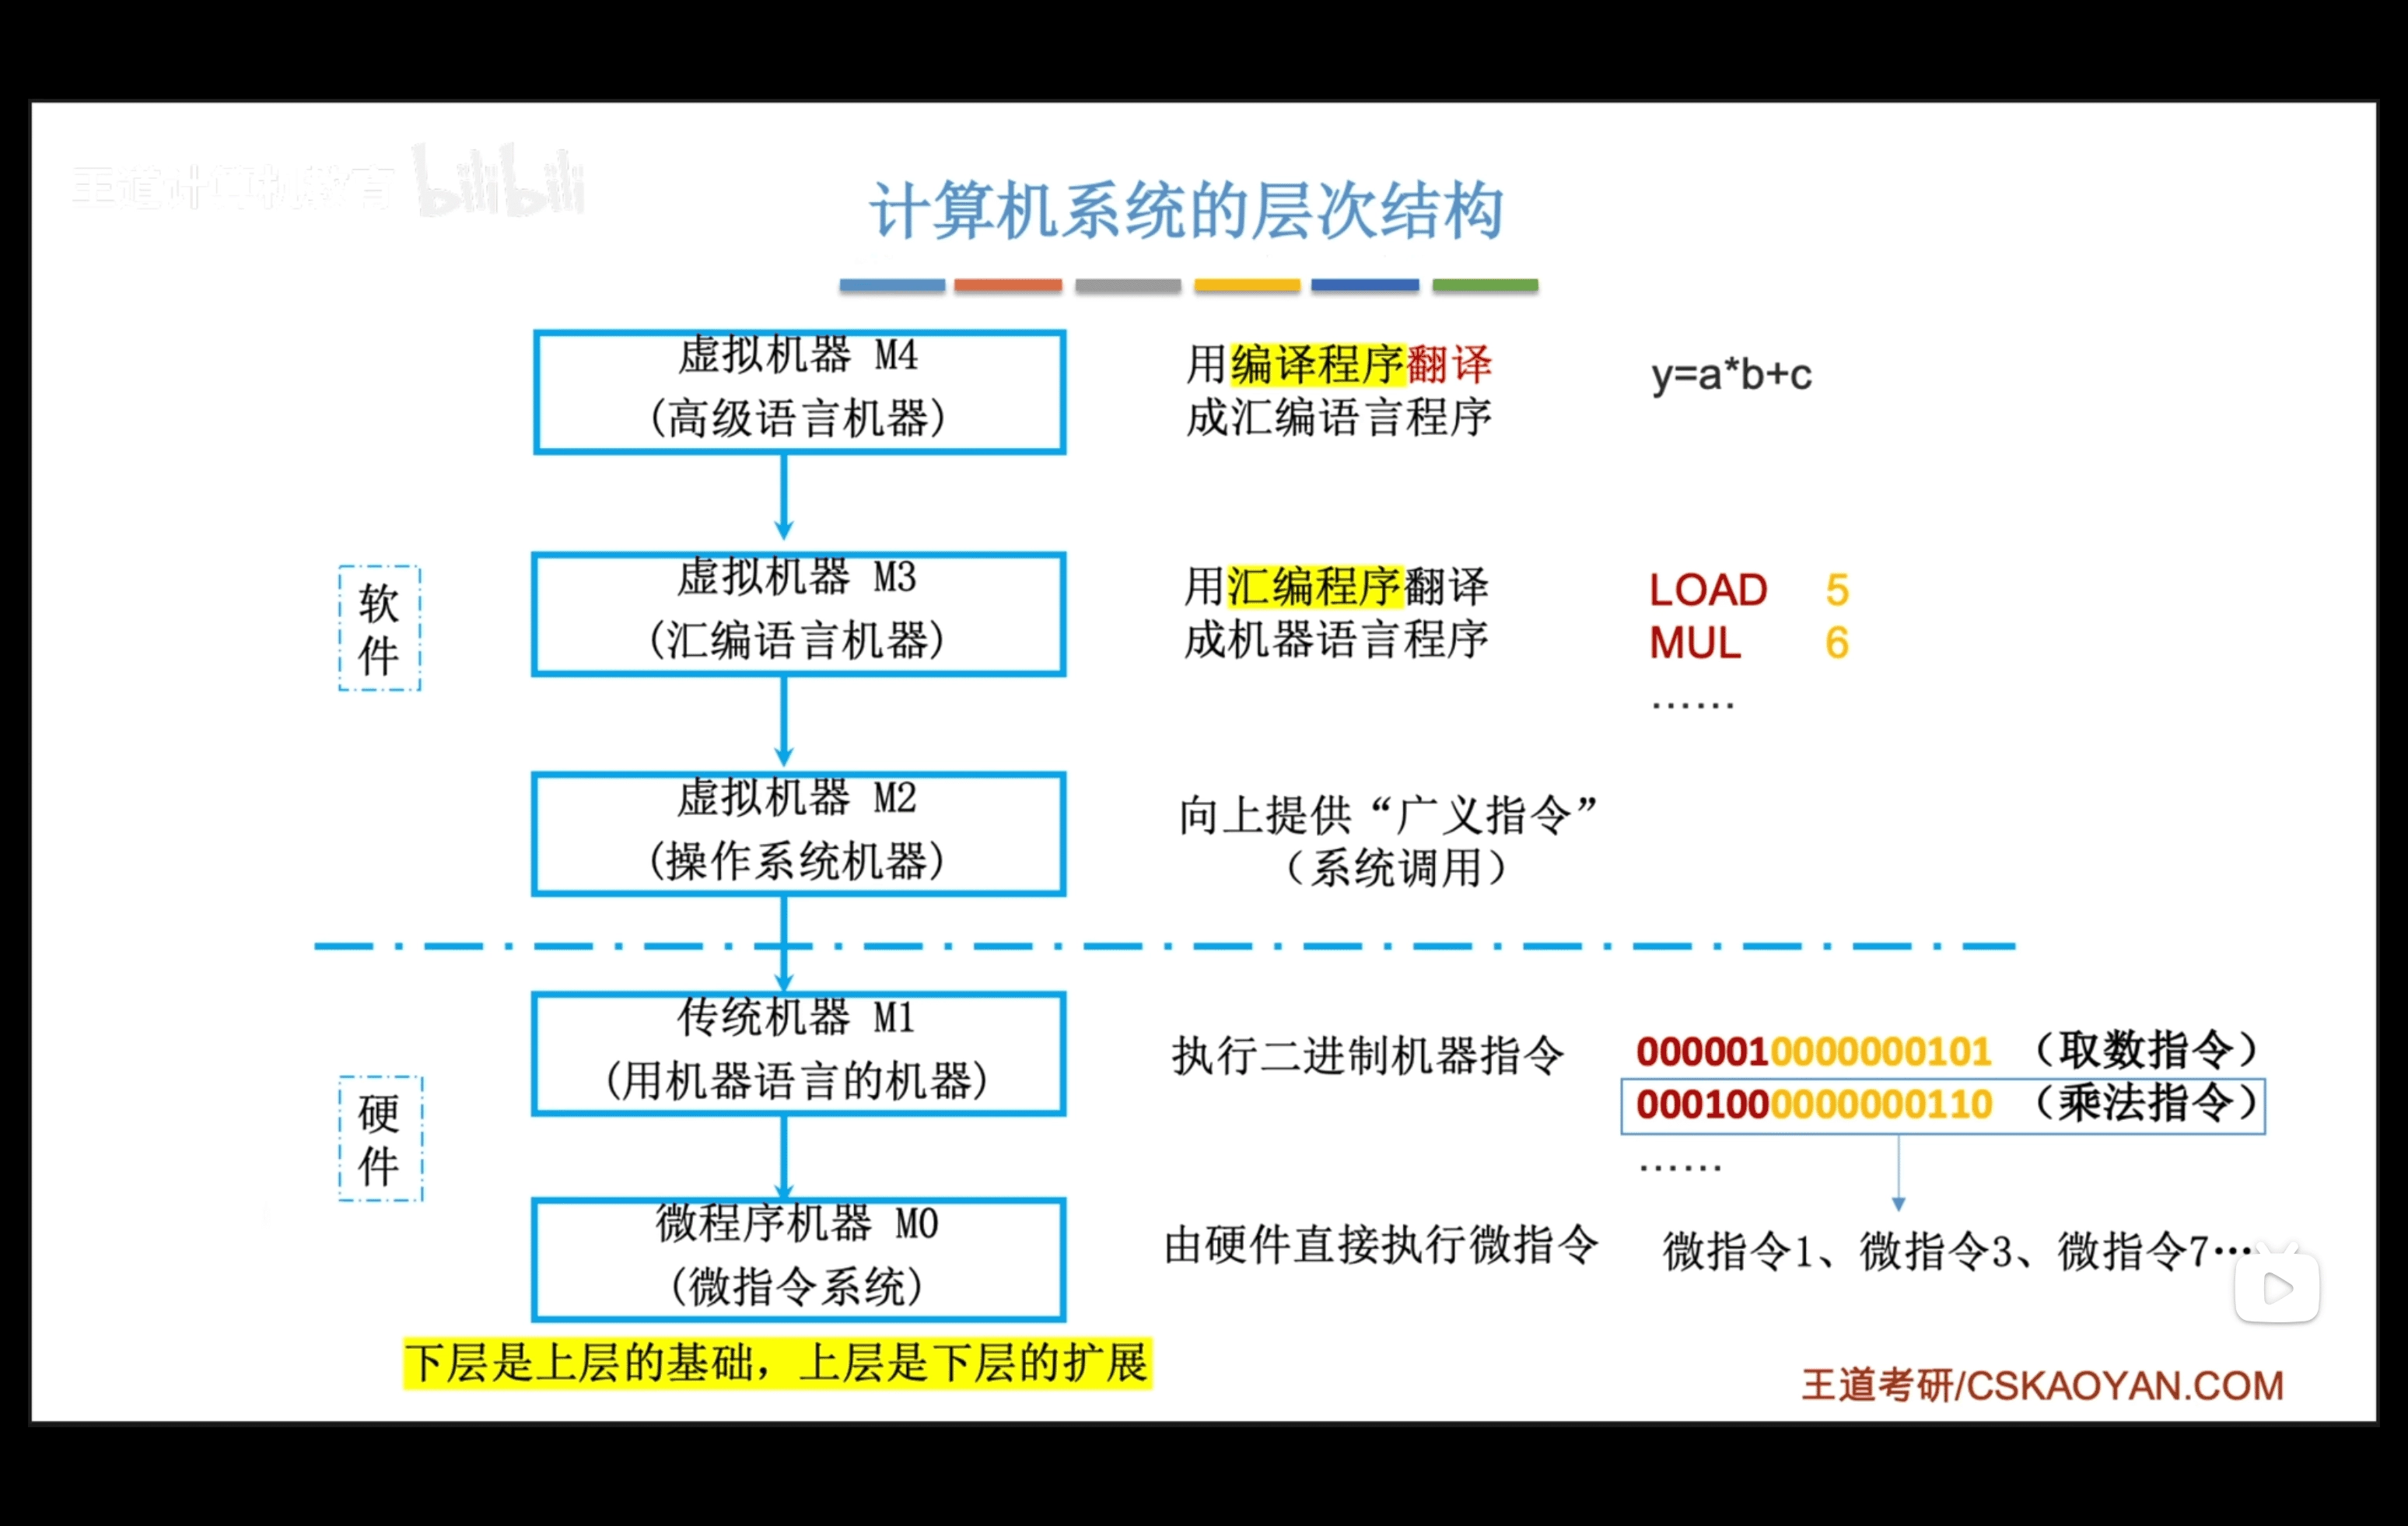 王道计算机教育 bilibili
计算机系统的层次结构
虚拟机器 M4
(高级语言机器)
用编译程序翻译
成汇编语言程序
y=a*b+c
软
件
虚拟机器 M3
(汇编语言机器)
用汇编程序翻译
成机器语言程序
LOAD 5
MUL 6
......
虚拟机器 M2
(操作系统机器)
向上提供“广义指令”
（系统调用）
硬
件
传统机器 M1
(用机器语言的机器)
执行二进制机器指令
0000010000000101 （取数指令）
0001000000000110 （乘法指令）
......
微程序机器 M0
(微指令系统)
由硬件直接执行微指令
微指令1、微指令3、微指令7…
下层是上层的基础，上层是下层的扩展
王道考研/CSKAOYAN.COM